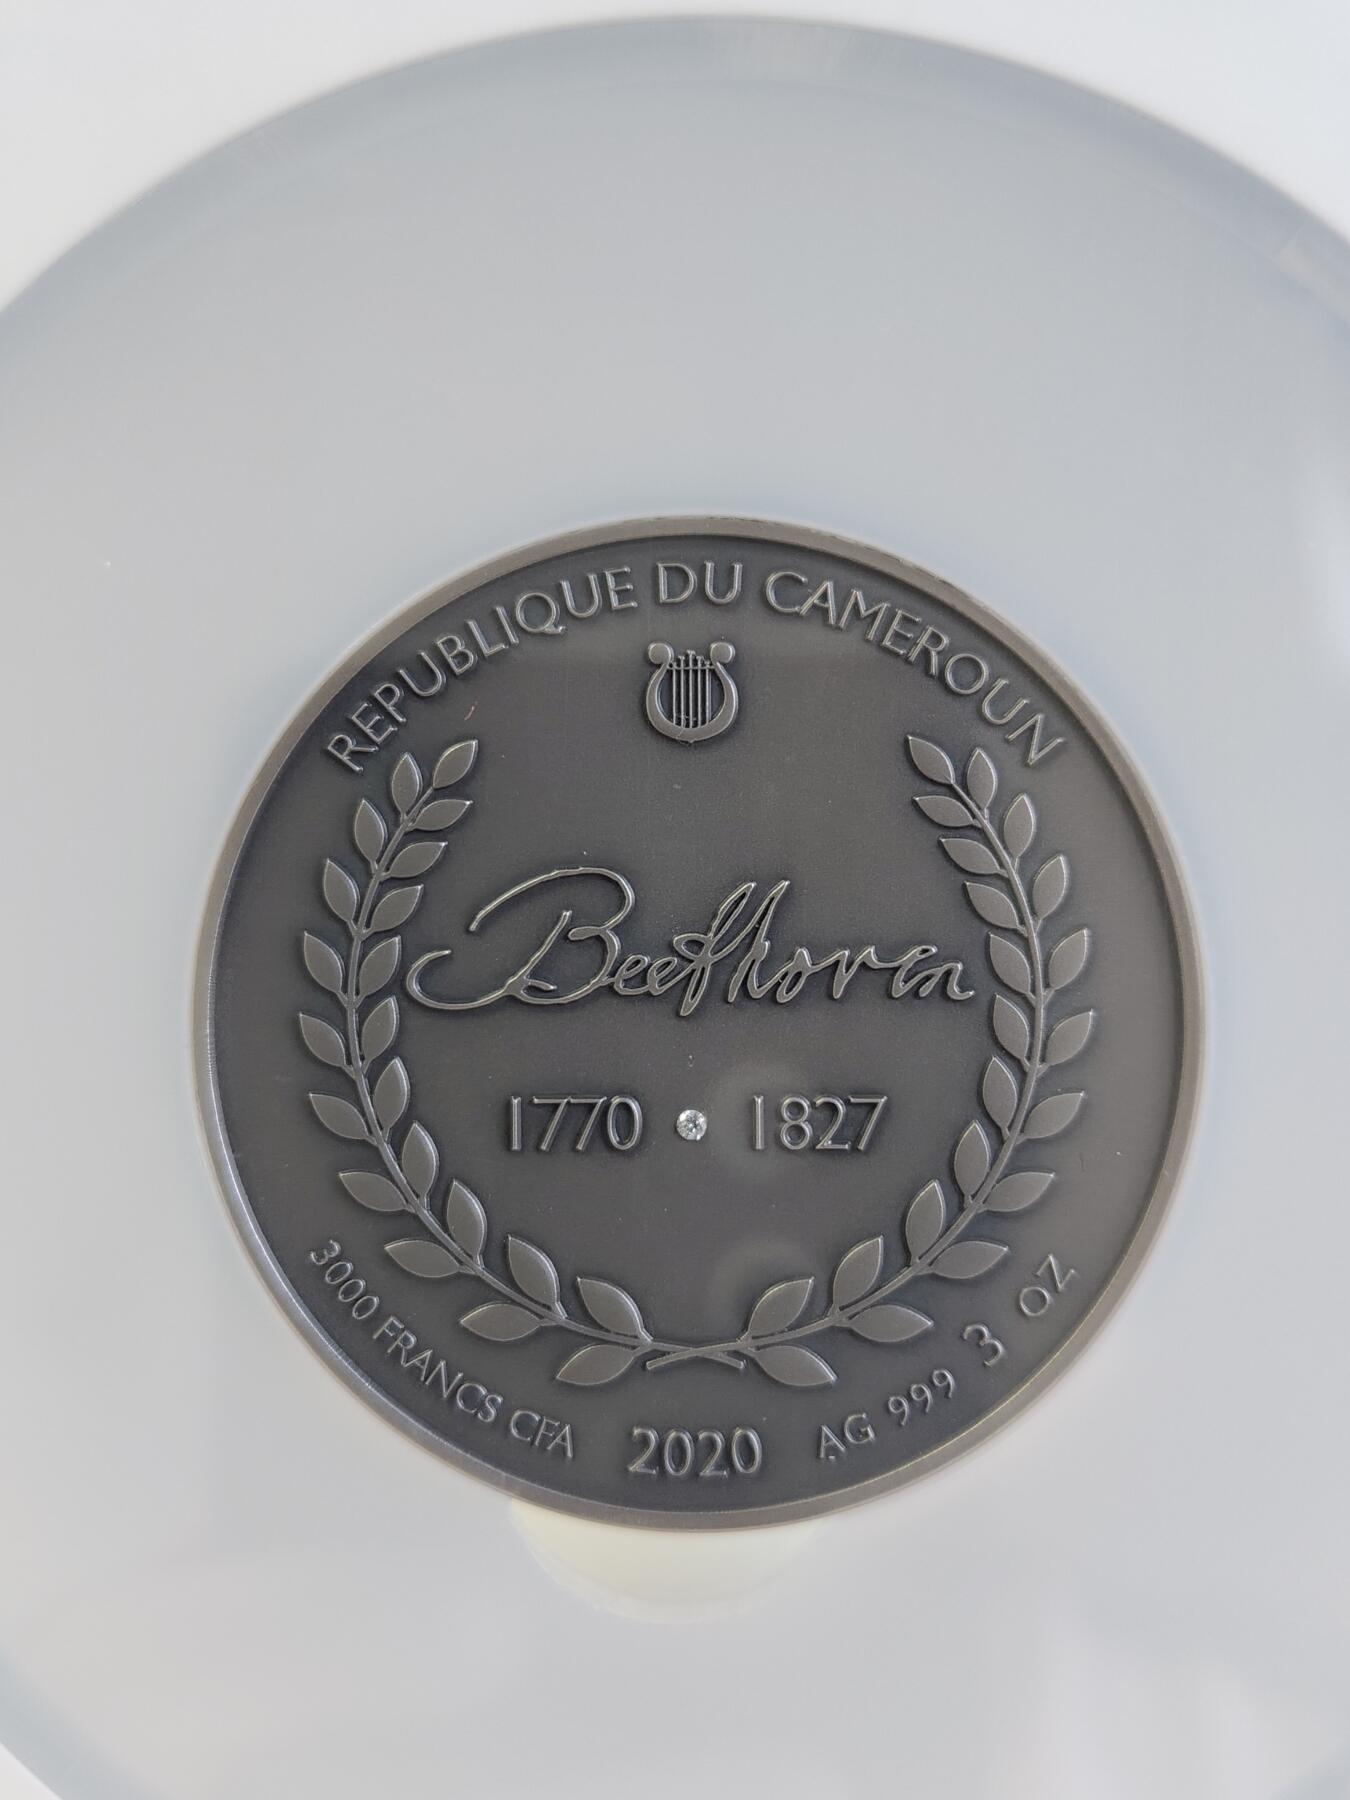 REPUBLIQUE DU CAMEROUN
Beethoven
1770 1827
3000 FRANCS CFA 2020 AG 999 3 OZ